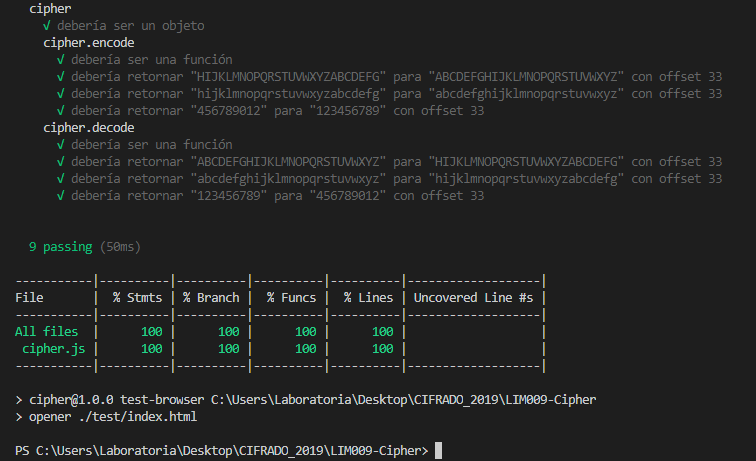 cipher
√ debería ser un objeto
cipher.encode
√ debería ser una función
√ debería retornar "HIJKLMNOPQRSTUVWXYZABCDEFG" para "ABCDEFGHIJKLMNOPQRSTUVWXYZ" con offset 33
√ debería retornar "hijklmnopqrstuvwxyzabcdefg" para "abcdefghijklmnopqrstuvwxyz" con offset 33
√ debería retornar "456789012" para "123456789" con offset 33
cipher.decode
√ debería ser una función
√ debería retornar "ABCDEFGHIJKLMNOPQRSTUVWXYZ" para "HIJKLMNOPQRSTUVWXYZABCDEFG" con offset 33
√ debería retornar "abcdefghijklmnopqrstuvwxyz" para "hijklmnopqrstuvwxyzabcdefg" con offset 33
√ debería retornar "123456789" para "456789012" con offset 33
9 passing (50ms)
----------|----------|----------|----------|----------|-------------------|
File      |  % Stmts | % Branch |  % Funcs |  % Lines | Uncovered Line #s |
----------|----------|----------|----------|----------|-------------------|
All files |      100 |      100 |      100 |      100 |                   |
cipher.js |      100 |      100 |      100 |      100 |                   |
----------|----------|----------|----------|----------|-------------------|
> cipher@1.0.0 test-browser C:\Users\Laboratoria\Desktop\CIFRADO_2019\LIM009-Cipher
> opener ./test/index.html
PS C:\Users\Laboratoria\Desktop\CIFRADO_2019\LIM009-Cipher>